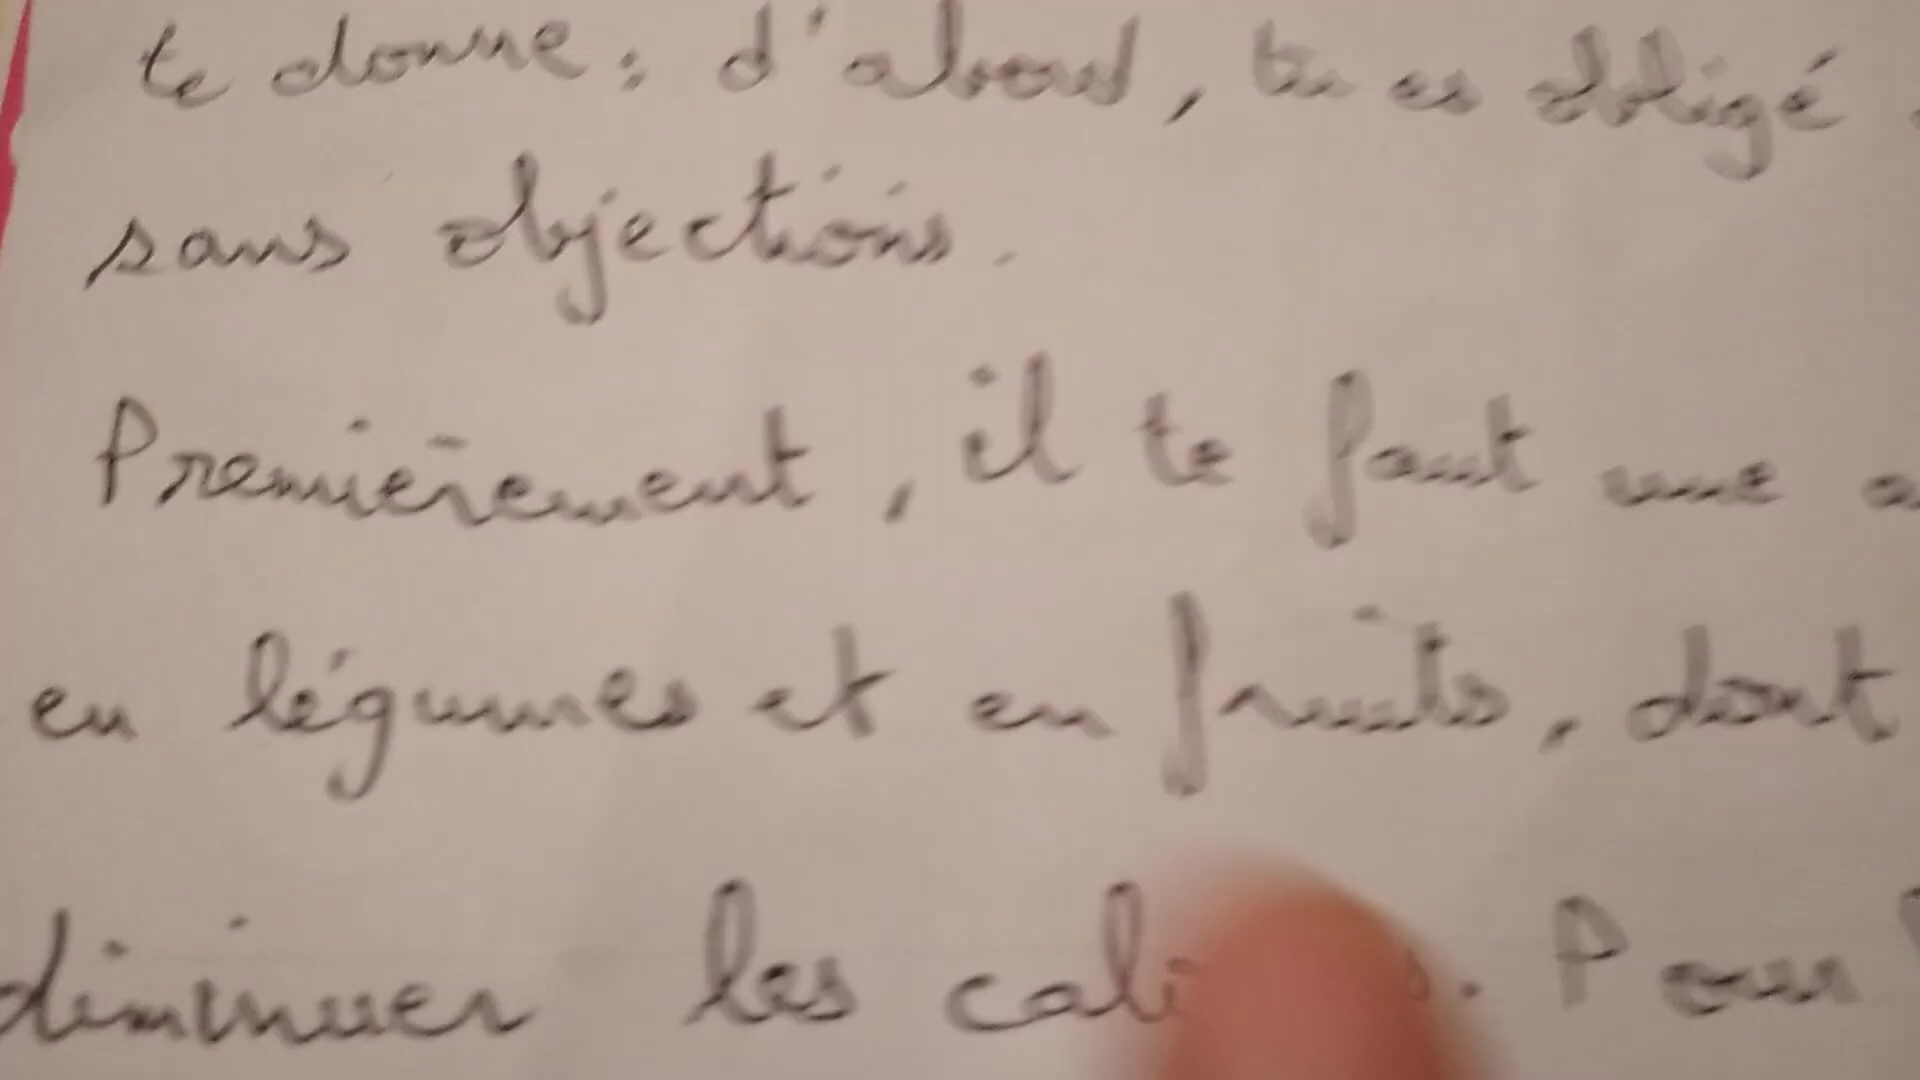 te donne : d'abord, tu es obligé
sans objections.
Premièrement, il te faut une
en légumes et en fruits, dont
diminuer les . Pour